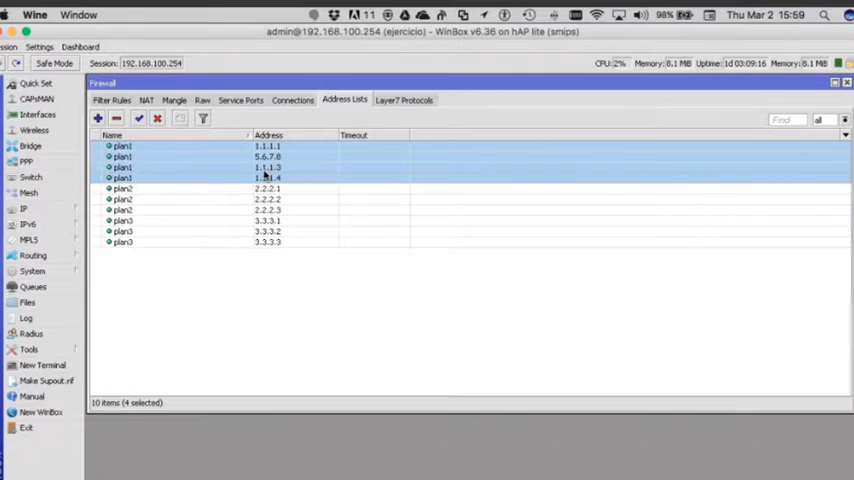 Wine Window 11 98% Thu Mar 2 15:59
admin@192.168.100.254 (ejercicio) - WinBox v6.36 on hAP lite (smips)
ssion Settings Dashboard
Safe Mode Session: 192.168.100.254 CPU: 2% Memory: 8.1 MiB Uptime: 1d 03:09:16 Memory: 8.1 MiB
Quick Set
CAPsMAN
Interfaces
Wireless
Bridge
PPP
Switch
Mesh
IP
IPv6
MPLS
Routing
System
Queues
Files
Log
Radius
Tools
New Terminal
Make Supout.rif
Manual
New WinBox
Exit
Firewall
Filter Rules NAT Mangle Raw Service Ports Connections Address Lists Layer7 Protocols
Find all
Name Address Timeout
plan1 1.1.1.1
plan1 5.6.7.8
plan1 1.1.1.3
plan1 1.1.1.4
plan2 2.2.2.1
plan2 2.2.2.2
plan2 2.2.2.3
plan3 3.3.3.1
plan3 3.3.3.2
plan3 3.3.3.3
10 items (4 selected)